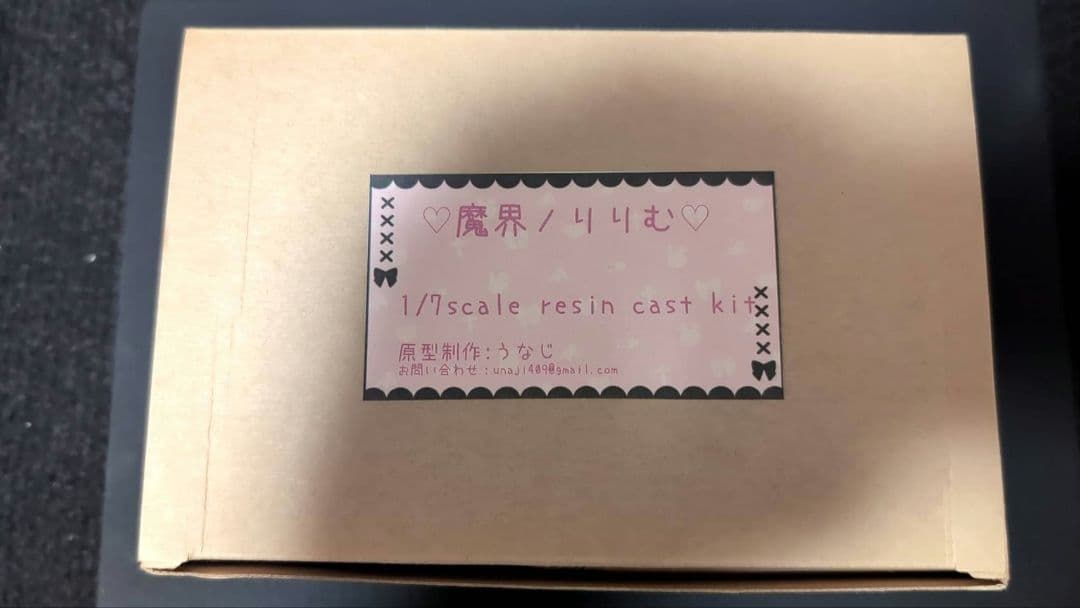 ♡魔界ノりりむ♡
1/7scale resin cast kit
原型制作:うなじ
お問い合わせ:unaji409@gmail.com